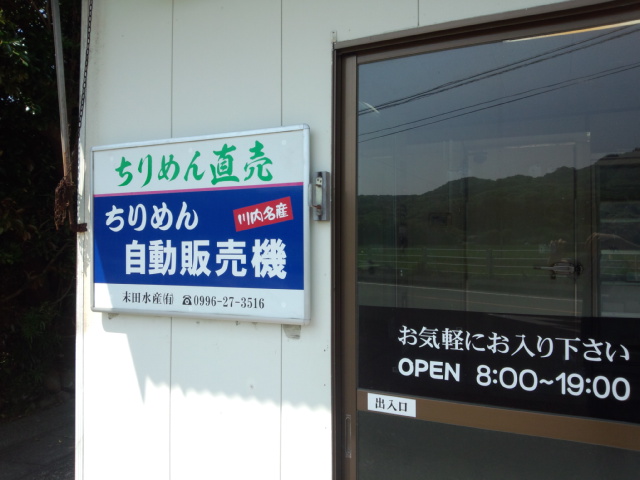 ちりめん直売
ちりめん
川内名産
自動販売機
末田水産㈲ ☎0996-27-3516
お気軽にお入り下さい
OPEN 8:00~19:00
出入口